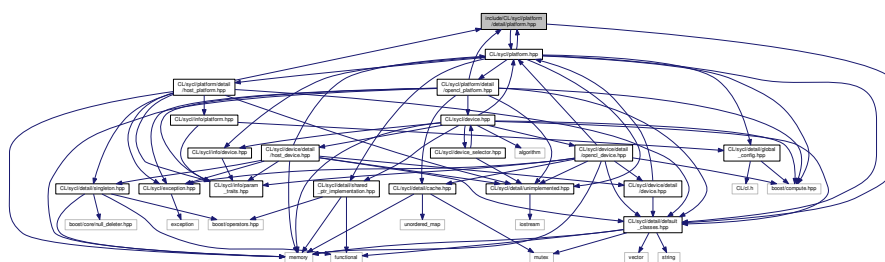 include/CL/sycl/platform
/detail/platform.hpp
CL/sycl/platform.hpp
CL/sycl/platform/detail
/host_platform.hpp
CL/sycl/platform/detail
/opencl_platform.hpp
CL/sycl/info/platform.hpp
CL/sycl/device.hpp
CL/sycl/info/device.hpp
CL/sycl/device/detail
/host_device.hpp
CL/sycl/device_selector.hpp
algorithm
CL/sycl/device/detail
/opencl_device.hpp
CL/sycl/detail/global
_config.hpp
CL/sycl/detail/singleton.hpp
CL/sycl/exception.hpp
CL/sycl/info/param
_traits.hpp
CL/sycl/detail/shared
_ptr_implementation.hpp
CL/sycl/detail/cache.hpp
CL/sycl/detail/unimplemented.hpp
CL/sycl/device/detail
/device.hpp
CL/cl.h
boost/compute.hpp
boost/core/null_deleter.hpp
exception
boost/operators.hpp
unordered_map
iostream
CL/sycl/detail/default
_classes.hpp
memory
functional
mutex
vector
string